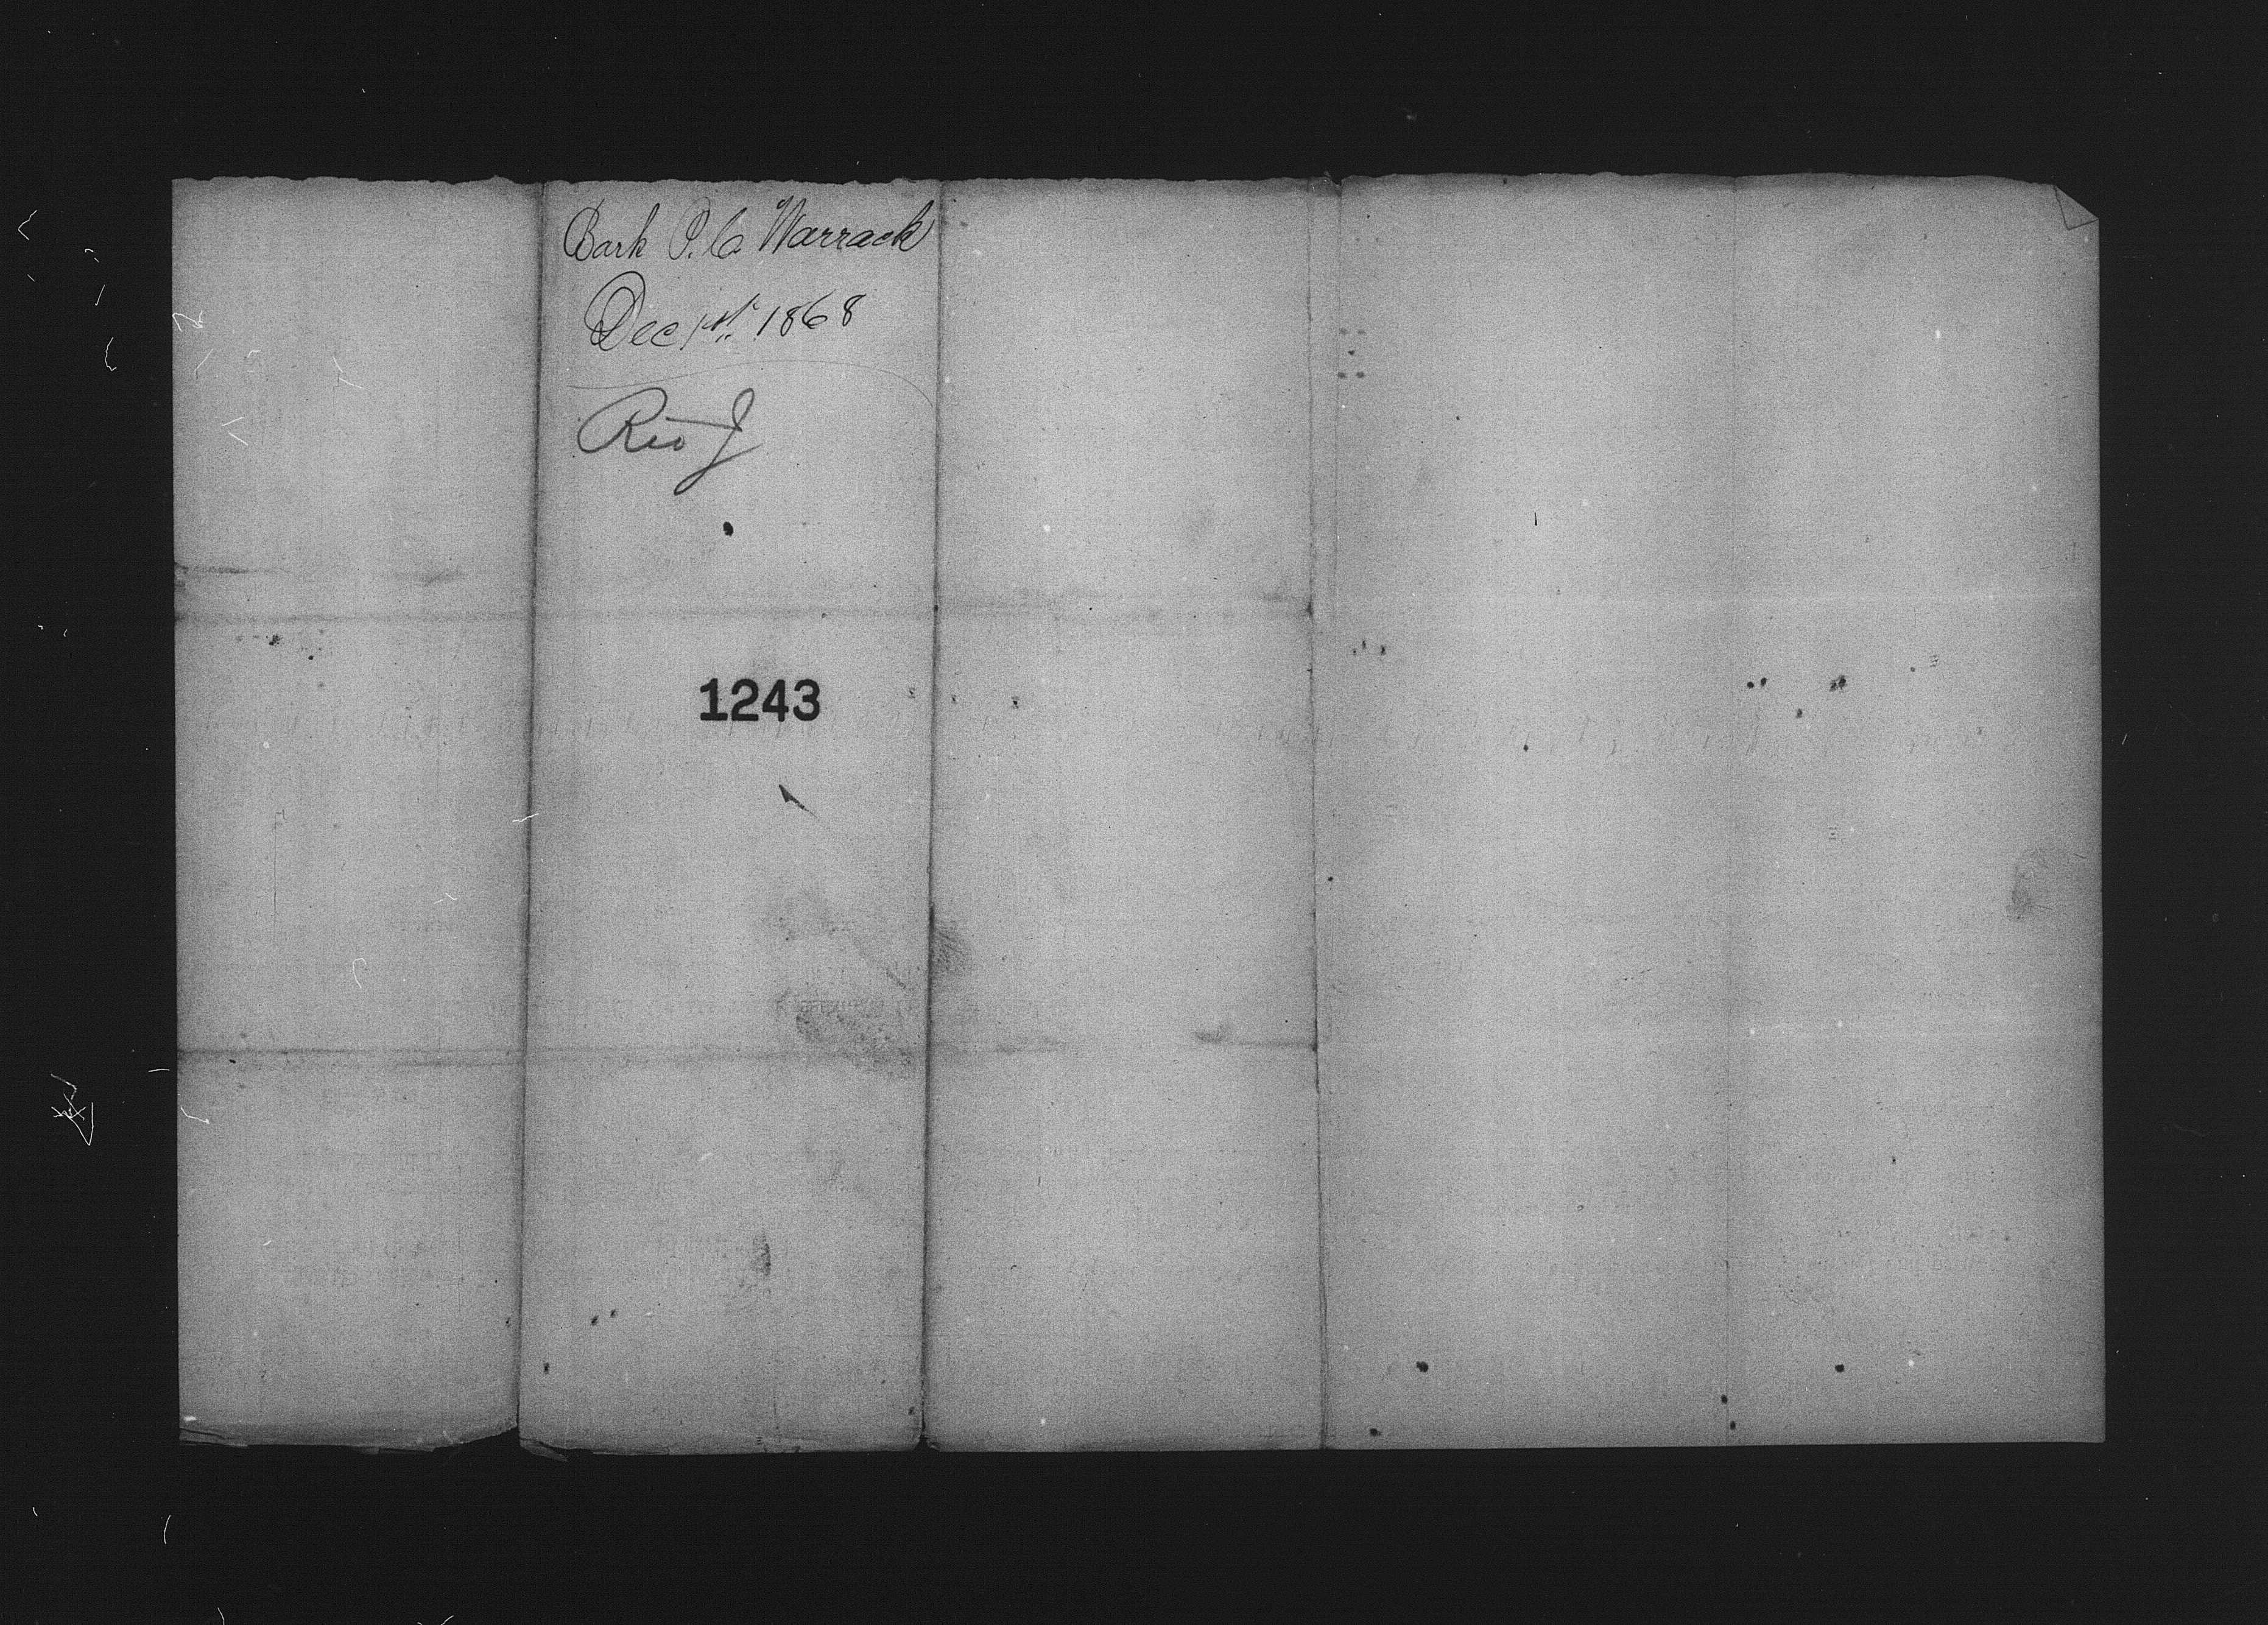 Bark P. C. Warrack
Dec 1st. 1868
Rio J
1243